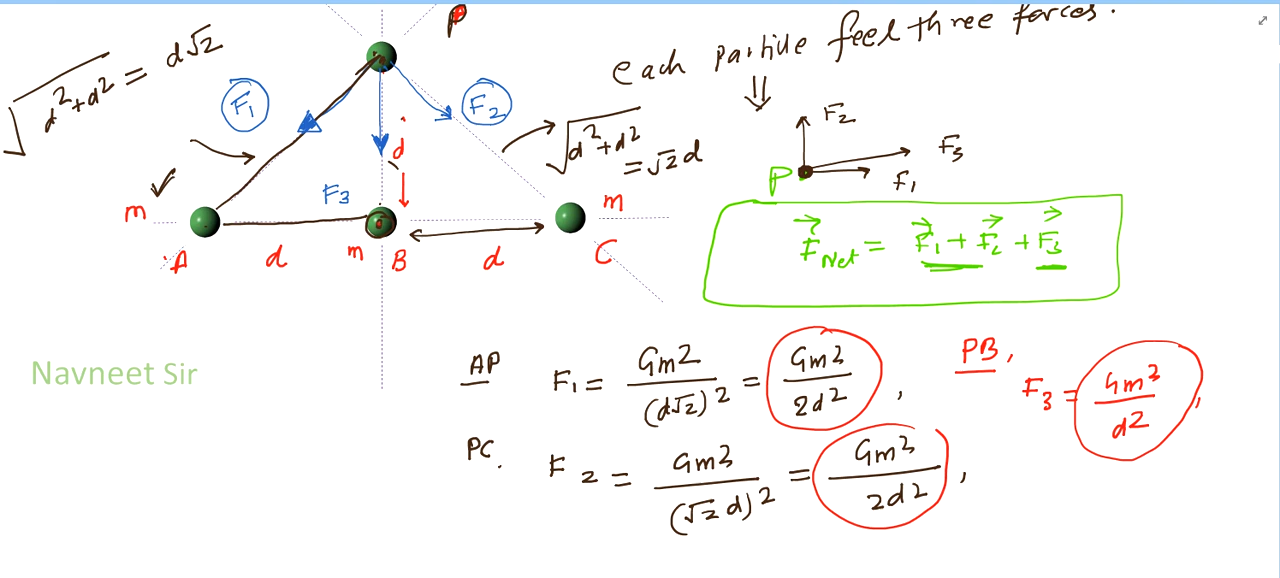 P
each particle feel three forces.
√d²+d² = d√2
F₁
F₂
√d²+d²
= √2 d
d
F₃
m
m
A
d
m
B
d
C
⇓
F₂
F₃
P
F₁
F⃗Net = F⃗₁ + F⃗₂ + F⃗₃
Navneet Sir
AP
F₁ = Gm2/(d√2)² = Gm2/2d² ,
PB,
F₃ = Gm²/d² ,
PC.
F₂ = Gm2/(√2 d)² = Gm2/2d2 ,